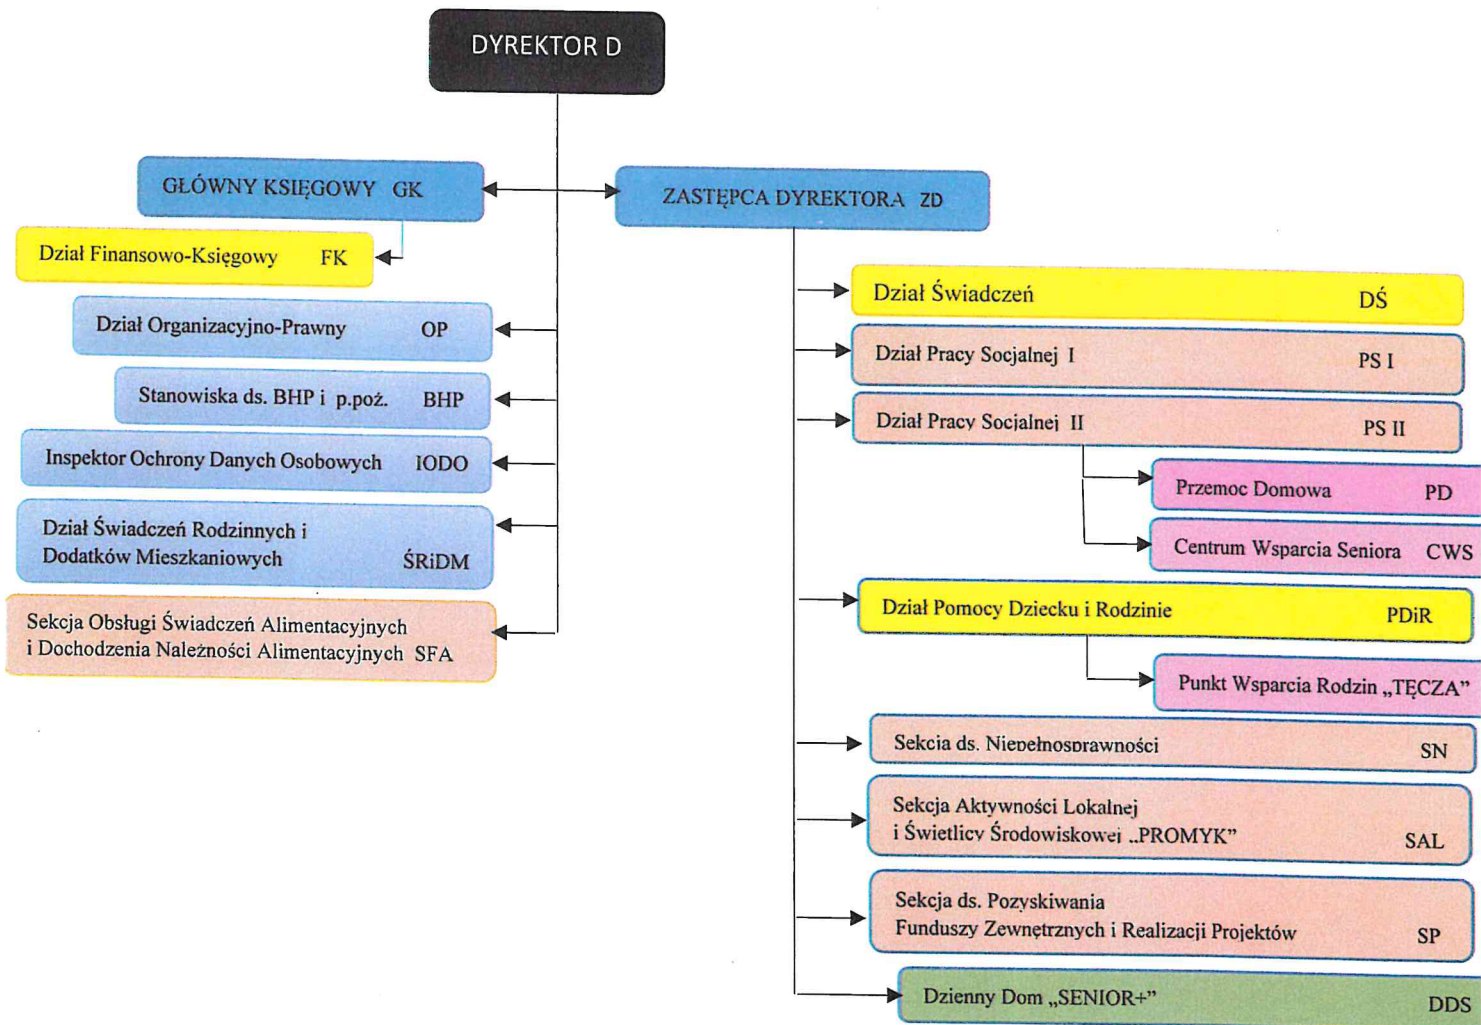 DYREKTOR D
GŁÓWNY KSIĘGOWY GK
ZASTĘPCA DYREKTORA ZD
Dział Finansowo-Księgowy FK
Dział Organizacyjno-Prawny OP
Stanowiska ds. BHP i p.poż. BHP
Inspektor Ochrony Danych Osobowych IODO
Dział Świadczeń Rodzinnych i
Dodatków Mieszkaniowych ŚRiDM
Sekcja Obsługi Świadczeń Alimentacyjnych
i Dochodzenia Należności Alimentacyjnych SFA
Dział Świadczeń DŚ
Dział Pracy Socjalnej I PS I
Dział Pracy Socjalnej II PS II
Przemoc Domowa PD
Centrum Wsparcia Seniora CWS
Dział Pomocy Dziecku i Rodzinie PDiR
Punkt Wsparcia Rodzin „TĘCZA”
Sekcja ds. Niepełnosprawności SN
Sekcja Aktywności Lokalnej
i Świetlicy Środowiskowej „PROMYK” SAL
Sekcja ds. Pozyskiwania
Funduszy Zewnętrznych i Realizacji Projektów SP
Dzienny Dom „SENIOR+” DDS